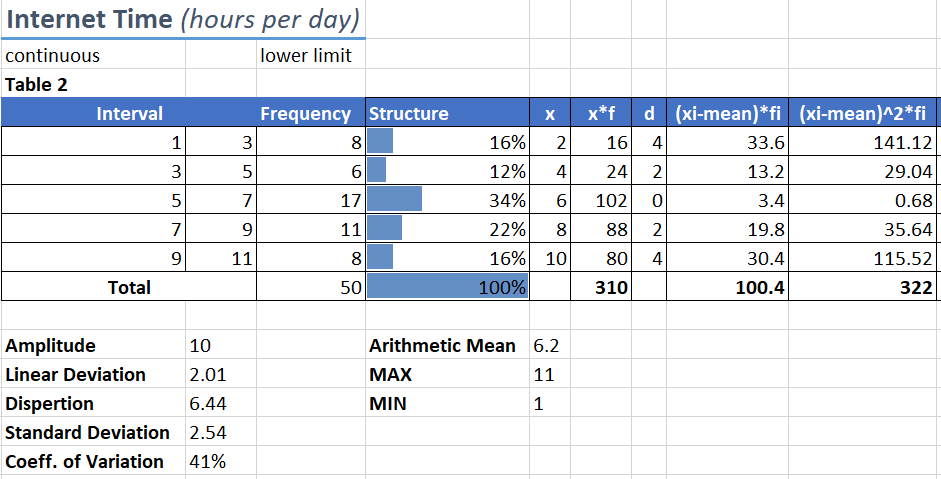 Internet Time (hours per day)
continuous lower limit
Table 2
Interval Frequency Structure x x*f d (xi-mean)*fi (xi-mean)^2*fi
1 3 8 16% 2 16 4 33.6 141.12
3 5 6 12% 4 24 2 13.2 29.04
5 7 17 34% 6 102 0 3.4 0.68
7 9 11 22% 8 88 2 19.8 35.64
9 11 8 16% 10 80 4 30.4 115.52
Total 50 100% 310 100.4 322
Amplitude 10 Arithmetic Mean 6.2
Linear Deviation 2.01 MAX 11
Dispertion 6.44 MIN 1
Standard Deviation 2.54
Coeff. of Variation 41%